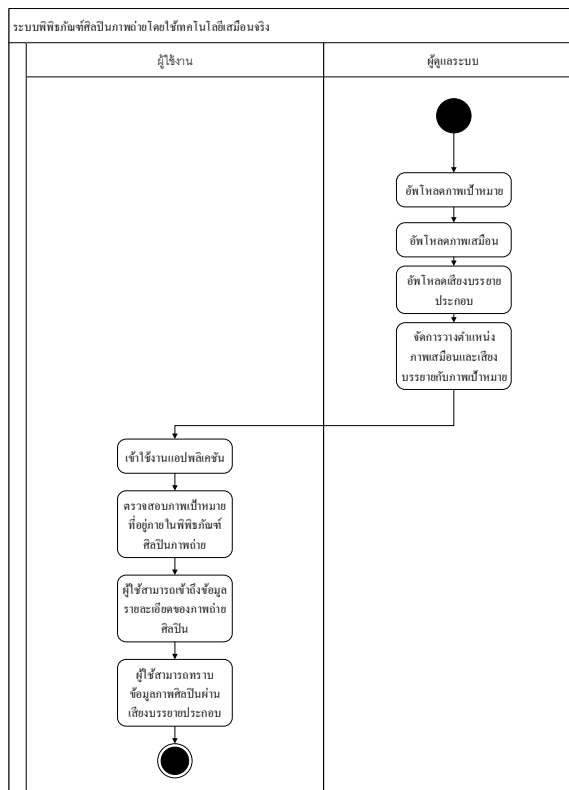 ระบบพิพิธภัณฑ์ศิลปินภาพถ่ายโดยใช้เทคโนโลยีเสมือนจริง
ผู้ใช้งาน
ผู้ดูแลระบบ
อัพโหลดภาพเป้าหมาย
อัพโหลดภาพเสมือน
อัพโหลดเสียงบรรยาย
ประกอบ
จัดการวางตำแหน่ง
ภาพเสมือนและเสียง
บรรยายกับภาพเป้าหมาย
เข้าใช้งานแอปพลิเคชัน
ตรวจสอบภาพเป้าหมาย
ที่อยู่ภายในพิพิธภัณฑ์
ศิลปินภาพถ่าย
ผู้ใช้สามารถเข้าถึงข้อมูล
รายละเอียดของภาพถ่าย
ศิลปิน
ผู้ใช้สามารถทราบ
ข้อมูลภาพศิลปินผ่าน
เสียงบรรยายประกอบ